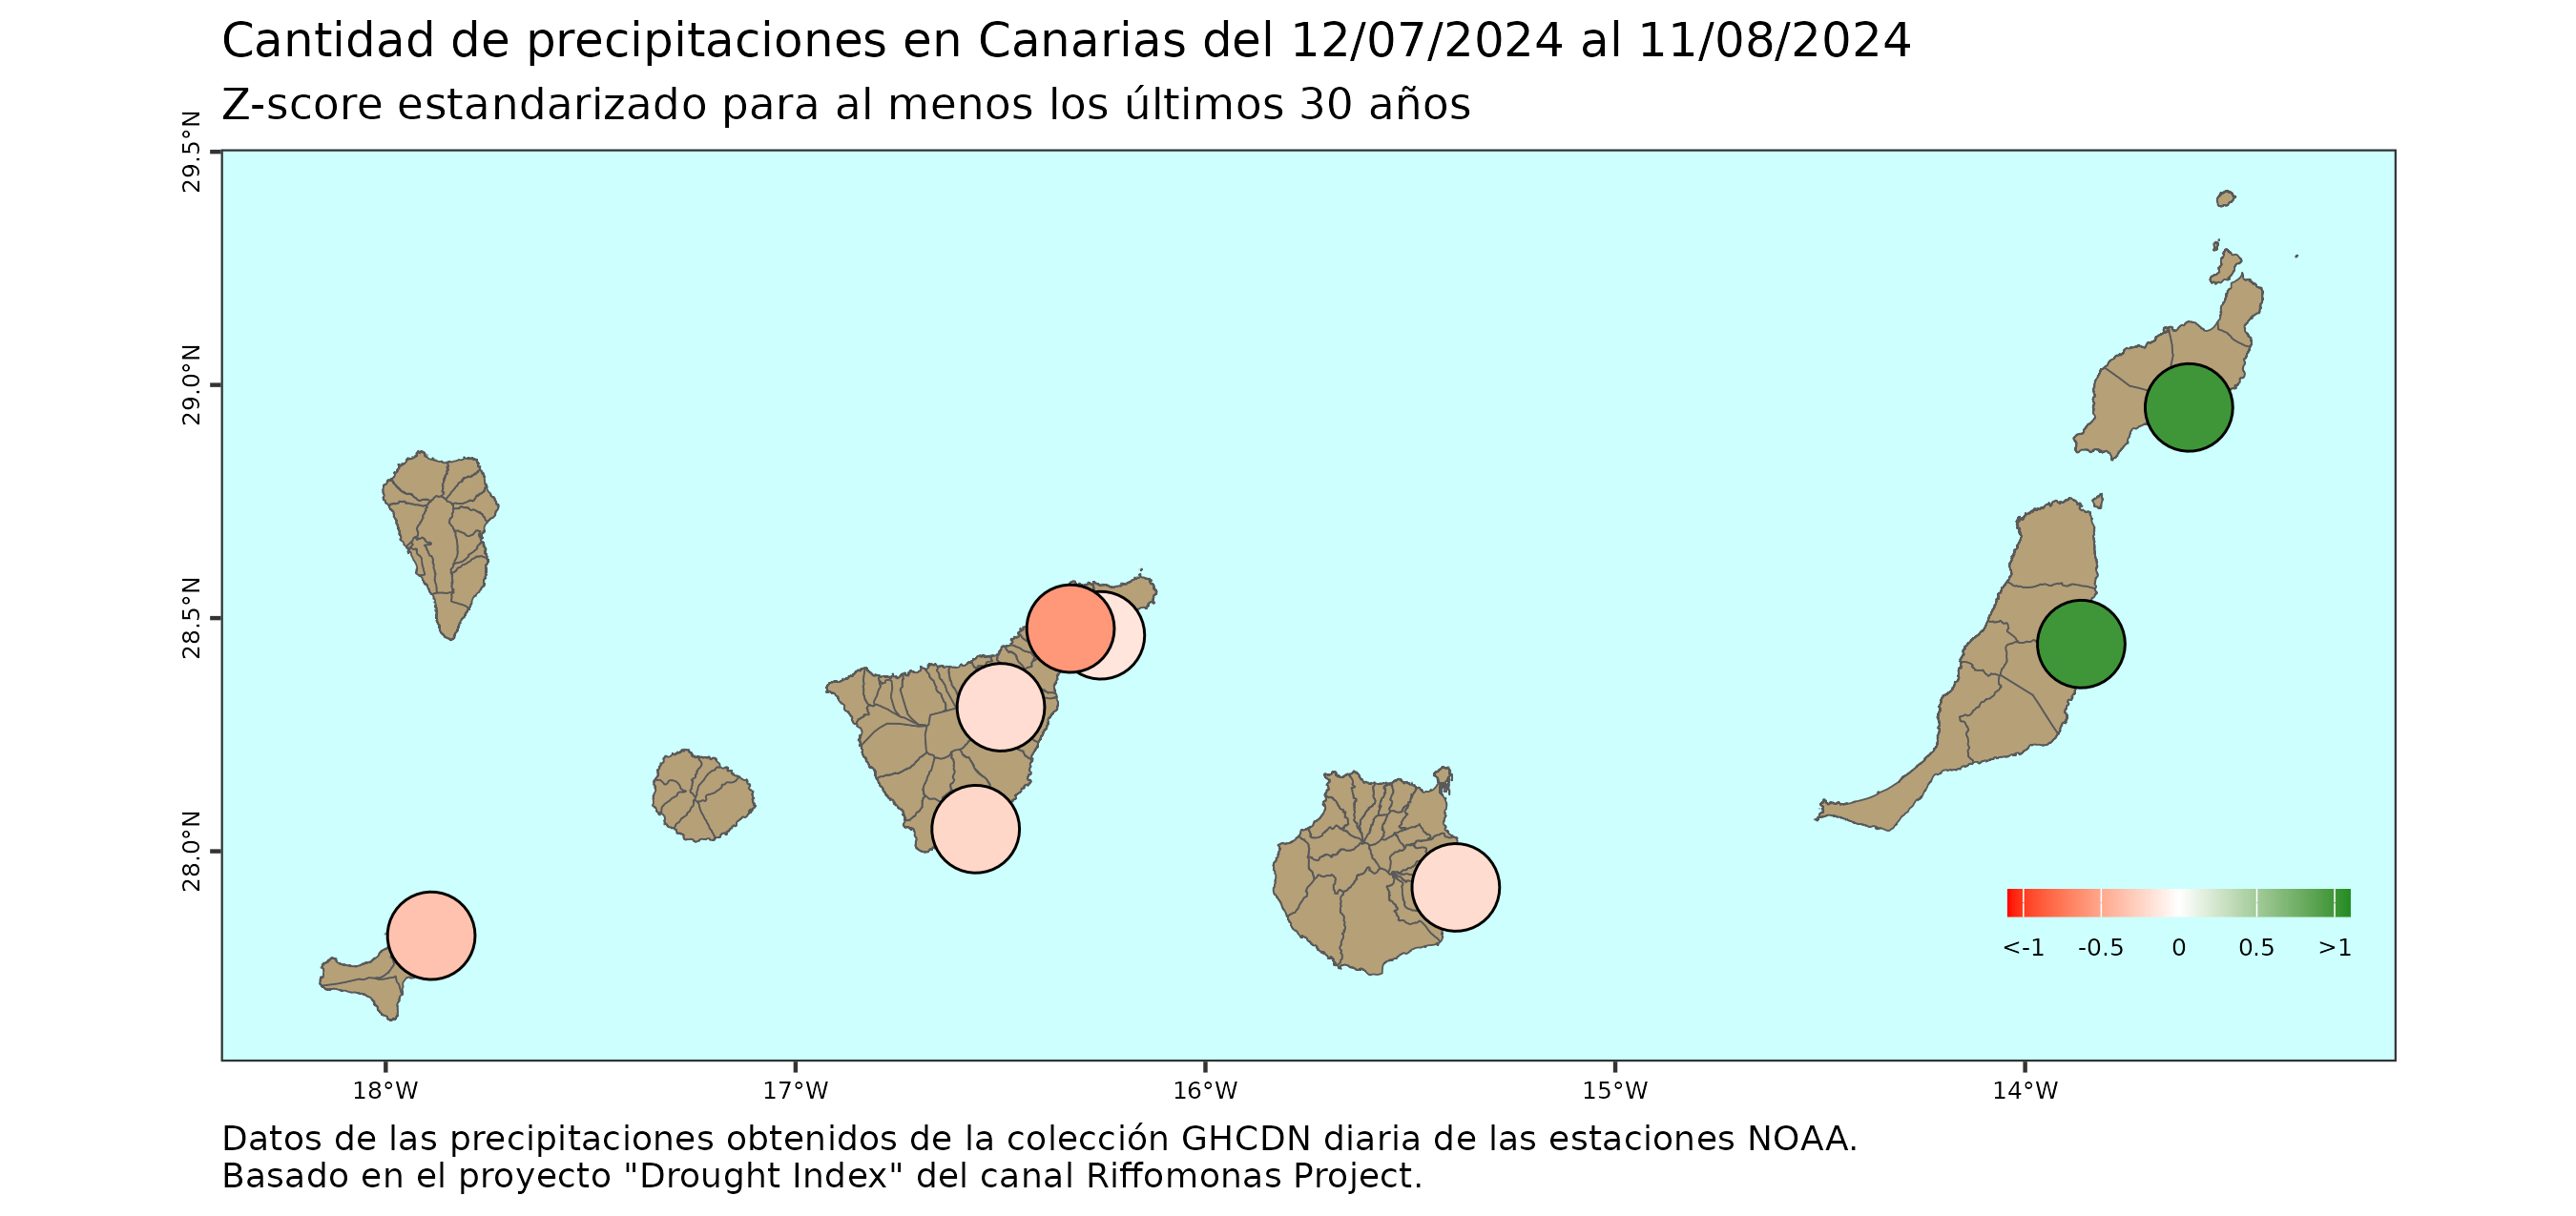 Cantidad de precipitaciones en Canarias del 12/07/2024 al 11/08/2024
Z-score estandarizado para al menos los últimos 30 años
29.5°N
29.0°N
28.5°N
28.0°N
<-1 -0.5 0 0.5 >1
18°W 17°W 16°W 15°W 14°W
Datos de las precipitaciones obtenidos de la colección GHCDN diaria de las estaciones NOAA.
Basado en el proyecto "Drought Index" del canal Riffomonas Project.